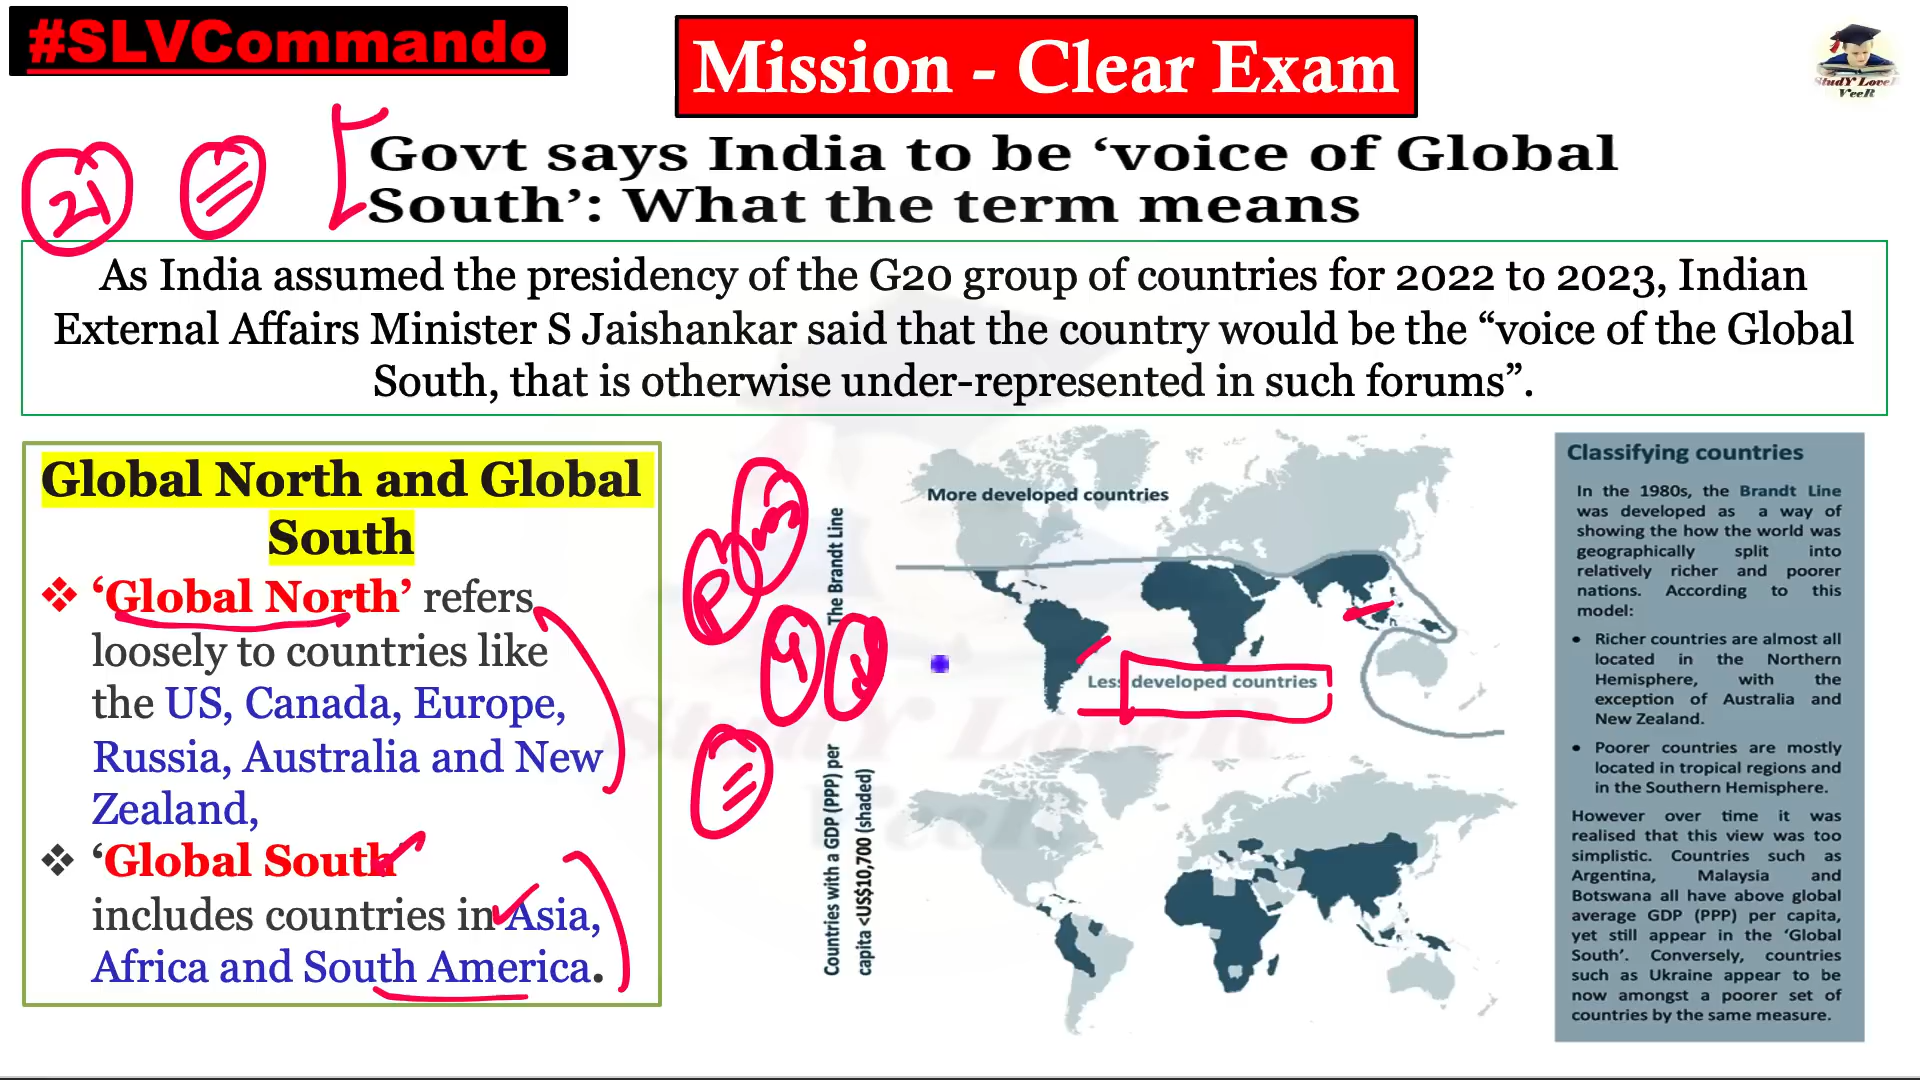 #SLVCommando
Mission - Clear Exam
StudY LoveR
VeeR
21
Govt says India to be ‘voice of Global
South’: What the term means
As India assumed the presidency of the G20 group of countries for 2022 to 2023, Indian
External Affairs Minister S Jaishankar said that the country would be the “voice of the Global
South, that is otherwise under-represented in such forums”.
Global North and Global
South
❖ ‘Global North’ refers
loosely to countries like
the US, Canada, Europe,
Russia, Australia and New
Zealand,
❖ ‘Global South’
includes countries in Asia,
Africa and South America.
The Brandt Line
More developed countries
Less developed countries
Countries with a GDP (PPP) per
capita <US$10,700 (shaded)
StudY LoveR
VeeR
Classifying countries
In the 1980s, the Brandt Line
was developed as a way of
showing the how the world was
geographically split into
relatively richer and poorer
nations. According to this
model:
• Richer countries are almost all
located in the Northern
Hemisphere, with the
exception of Australia and
New Zealand.
• Poorer countries are mostly
located in tropical regions and
in the Southern Hemisphere.
However over time it was
realised that this view was too
simplistic. Countries such as
Argentina, Malaysia and
Botswana all have above global
average GDP (PPP) per capita,
yet still appear in the ‘Global
South’. Conversely, countries
such as Ukraine appear to be
now amongst a poorer set of
countries by the same measure.